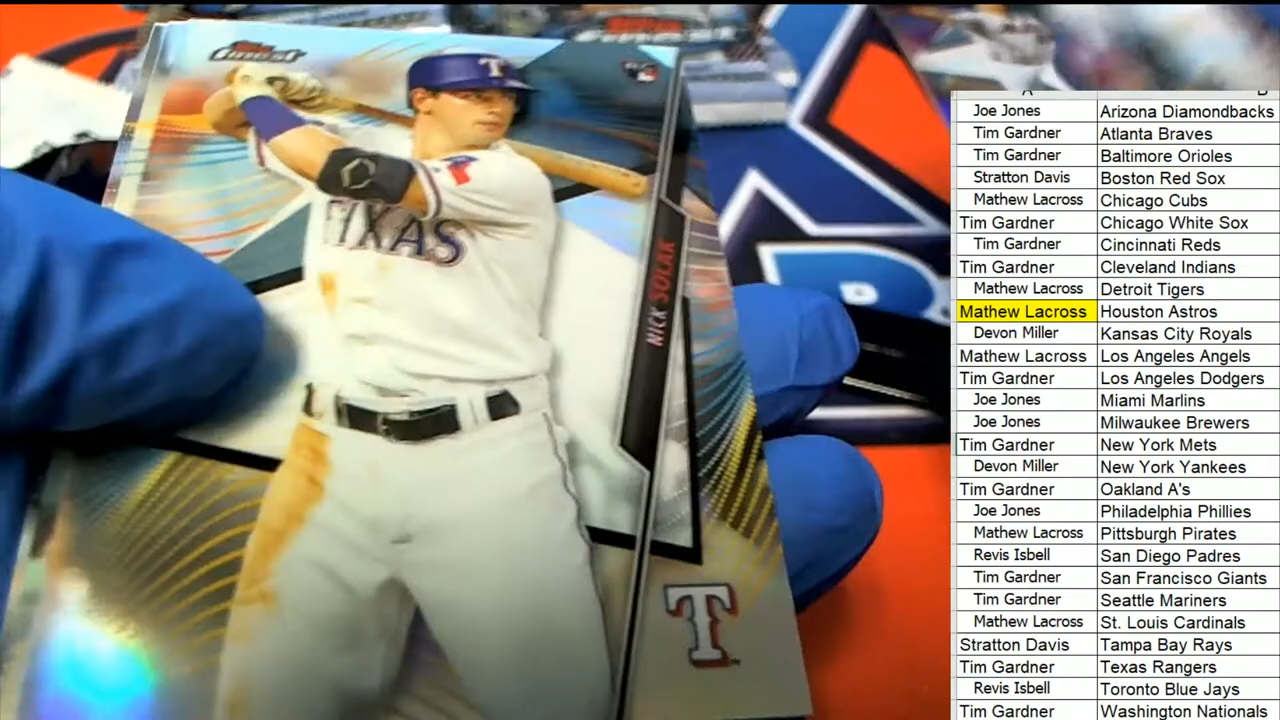 Topps
finest
RC
T
TEXAS
NICK SOLAK
T
finest
A B
Joe Jones Arizona Diamondbacks
Tim Gardner Atlanta Braves
Tim Gardner Baltimore Orioles
Stratton Davis Boston Red Sox
Mathew Lacross Chicago Cubs
Tim Gardner Chicago White Sox
Tim Gardner Cincinnati Reds
Tim Gardner Cleveland Indians
Mathew Lacross Detroit Tigers
Mathew Lacross Houston Astros
Devon Miller Kansas City Royals
Mathew Lacross Los Angeles Angels
Tim Gardner Los Angeles Dodgers
Joe Jones Miami Marlins
Joe Jones Milwaukee Brewers
Tim Gardner New York Mets
Devon Miller New York Yankees
Tim Gardner Oakland A's
Joe Jones Philadelphia Phillies
Mathew Lacross Pittsburgh Pirates
Revis Isbell San Diego Padres
Tim Gardner San Francisco Giants
Tim Gardner Seattle Mariners
Mathew Lacross St. Louis Cardinals
Stratton Davis Tampa Bay Rays
Tim Gardner Texas Rangers
Revis Isbell Toronto Blue Jays
Tim Gardner Washington Nationals